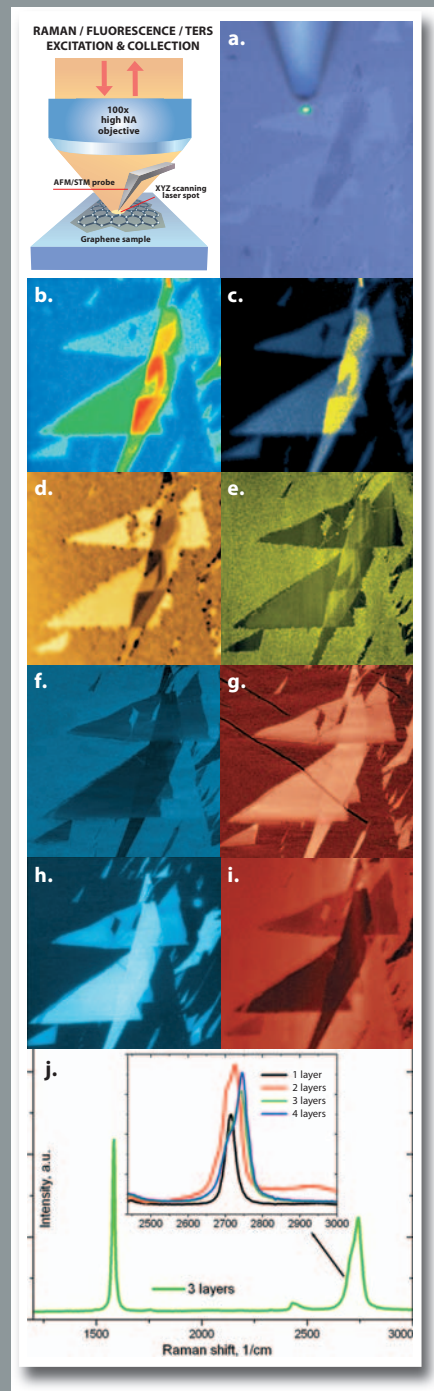 RAMAN / FLUORESCENCE / TERS
EXCITATION & COLLECTION
100x
high NA
objective
AFM/STM probe
XYZ scanning
laser spot
Graphene sample
a.
b.
c.
d.
e.
f.
g.
h.
i.
j.
1 layer
2 layers
3 layers
4 layers
2500 2600 2700 2800 2900 3000
Intensity, a.u.
3 layers
1500 2000 2500 3000
Raman shift, 1/cm